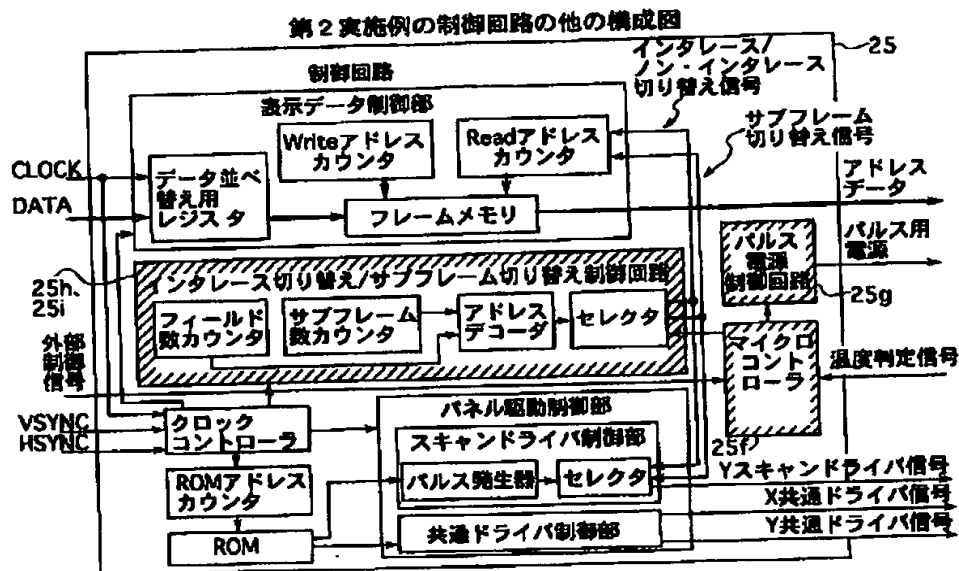 第2実施例の制御回路の他の構成図
25
インタレース/
ノン・インタレース
切り替え信号
制御回路
表示データ制御部
サブフレーム
切り替え信号
Writeアドレス
カウンタ
Readアドレス
カウンタ
CLOCK
DATA
データ並べ
替え用
レジスタ
フレームメモリ
アドレス
データ
パルス用
電源
パルス
電源
制御回路
25g
25h、
25i
インタレース切り替え/サブフレーム切り替え制御回路
フィールド
数カウンタ
サブフレーム
数カウンタ
アドレス
デコーダ
セレクタ
マイクロ
コント
ローラ
温度判定信号
25f
外部
制御
信号
VSYNC
HSYNC
クロック
コントローラ
パネル駆動制御部
スキャンドライバ制御部
パルス発生器
セレクタ
Yスキャンドライバ信号
X共通ドライバ信号
Y共通ドライバ信号
ROMアドレス
カウンタ
ROM
共通ドライバ制御部